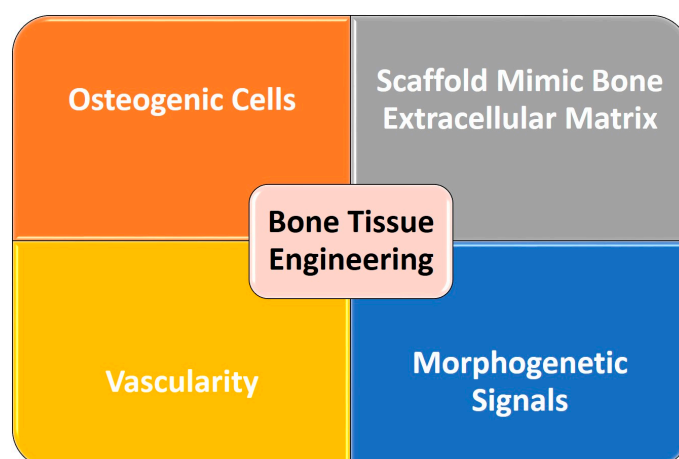 Osteogenic Cells
Scaffold Mimic Bone
Extracellular Matrix
Bone Tissue
Engineering
Vascularity
Morphogenetic
Signals